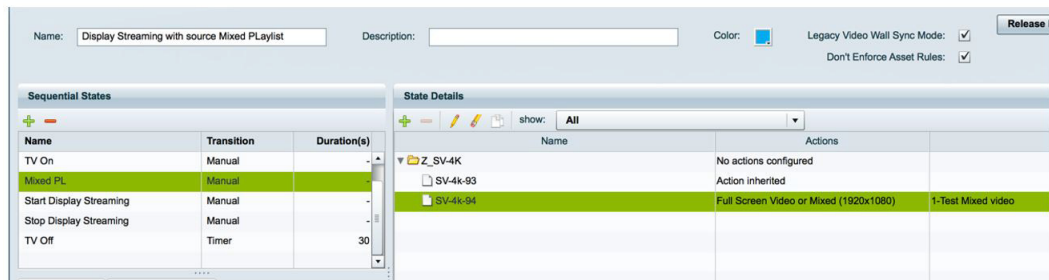 Release
Name: Display Streaming with source Mixed PLaylist Description: Color: Legacy Video Wall Sync Mode:
Don't Enforce Asset Rules:
Sequential States State Details
show: All
Name Transition Duration(s) Name Actions
TV On Manual - Z_SV-4K No actions configured
Mixed PL Manual - SV-4k-93 Action inherited
Start Display Streaming Manual - SV-4k-94 Full Screen Video or Mixed (1920x1080) 1-Test Mixed video
Stop Display Streaming Manual -
TV Off Timer 30